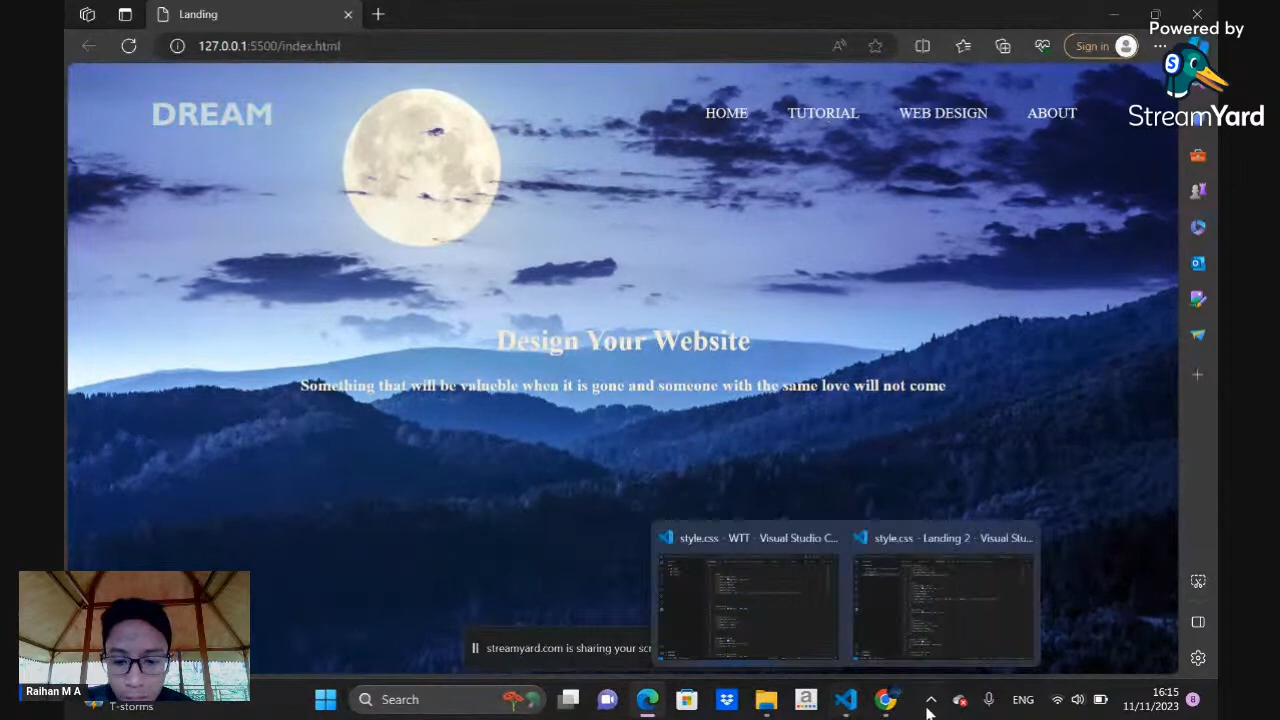 Landing
Powered by
127.0.0.1:5500/index.html
Sign in
StreamYard
DREAM
HOME
TUTORIAL
WEB DESIGN
ABOUT
Design Your Website
Something that will be valueble when it is gone and someone with the same love will not come
style.css - WTT - Visual Studio C...
style.css - Landing 2 - Visual Stu...
streamyard.com is sharing your scr
Raihan M A
T-storms
Search
ENG
16:15
11/11/2023
8